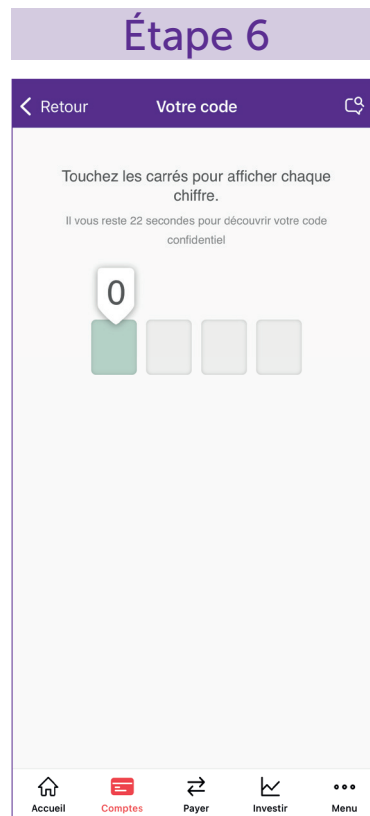 Étape 6
Retour
Votre code
Touchez les carrés pour afficher chaque
chiffre.
Il vous reste 22 secondes pour découvrir votre code
confidentiel
0
Accueil
Comptes
Payer
Investir
Menu